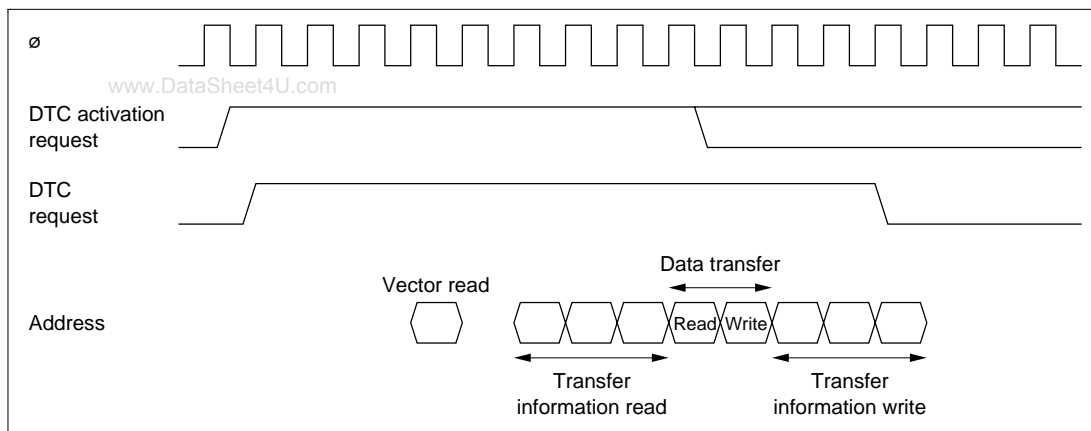 ø
www.DataSheet4U.com
DTC activation
request
DTC
request
Data transfer
Vector read
Address
Read
Write
Transfer
information read
Transfer
information write